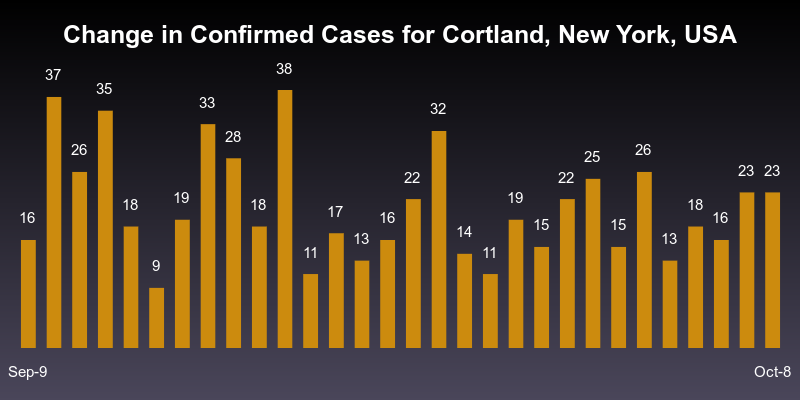 Change in Confirmed Cases for Cortland, New York, USA
16 37 26 35 18 9 19 33 28 18 38 11 17 13 16 22 32 14 11 19 15 22 25 15 26 13 18 16 23 23
Sep-9 Oct-8